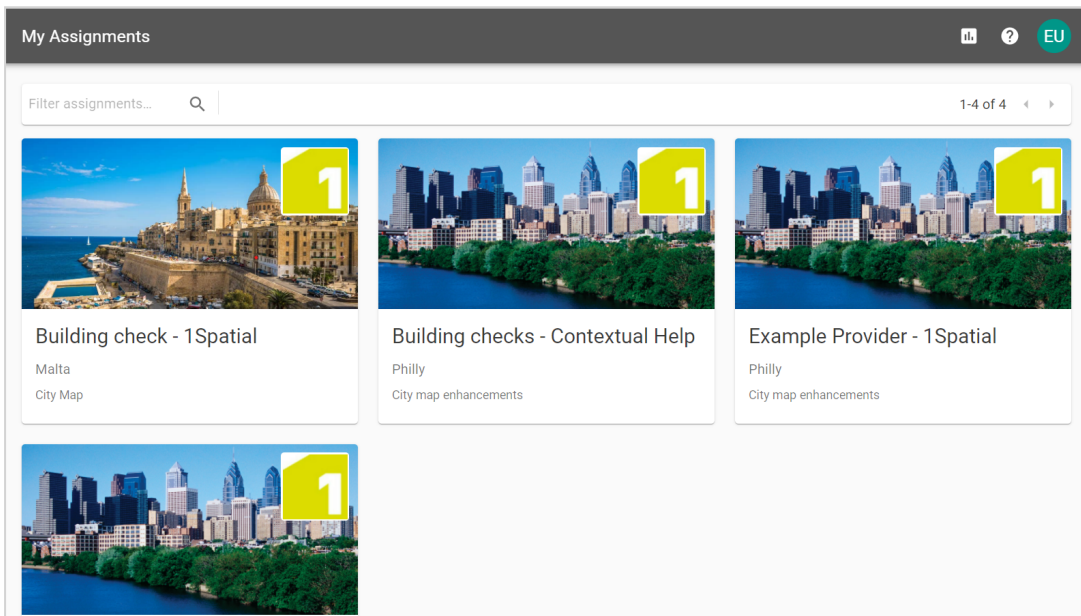 My Assignments
EU
Filter assignments...
1-4 of 4
1
1
1
Building check - 1Spatial
Malta
City Map
Building checks - Contextual Help
Philly
City map enhancements
Example Provider - 1Spatial
Philly
City map enhancements
1